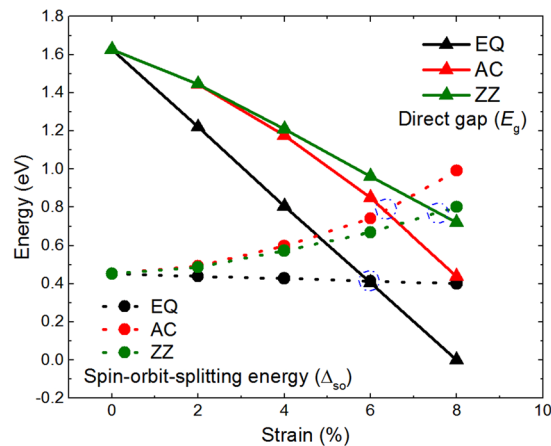 1.8
1.6
1.4
1.2
1.0
0.8
0.6
0.4
0.2
0.0
-0.2
Energy (eV)
EQ
AC
ZZ
Direct gap (Eg)
EQ
AC
ZZ
Spin-orbit-splitting energy (Δso)
0 2 4 6 8 10
Strain (%)